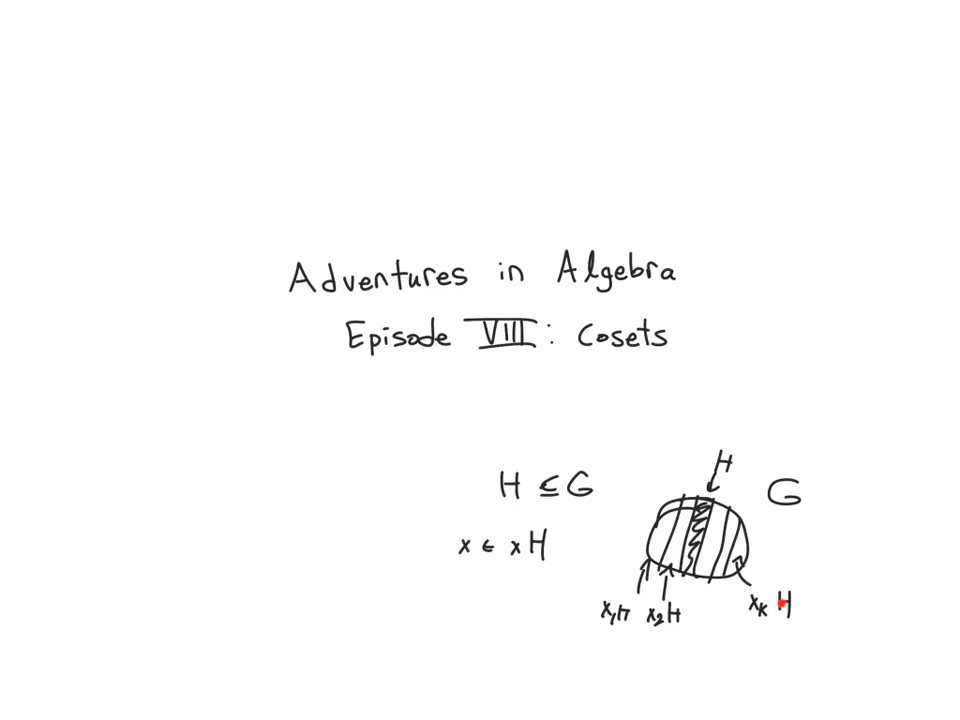 Adventures in Algebra
Episode VIII: Cosets
H
H ≤ G
G
x ∈ xH
x₁H x₂H
xₖ H